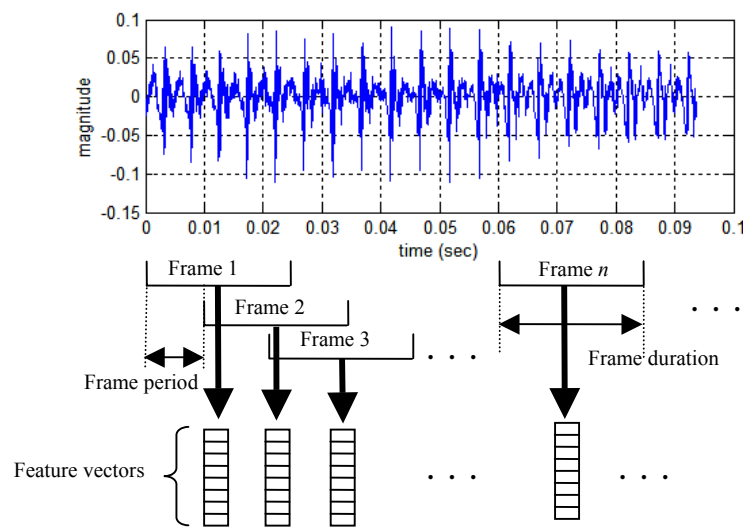 0.1
0.05
0
-0.05
-0.1
-0.15
magnitude
0 0.01 0.02 0.03 0.04 0.05 0.06 0.07 0.08 0.09 0.1
time (sec)
Frame 1
Frame n
Frame 2
. . .
Frame 3
. . .
Frame duration
Frame period
Feature vectors
. . .
. . .